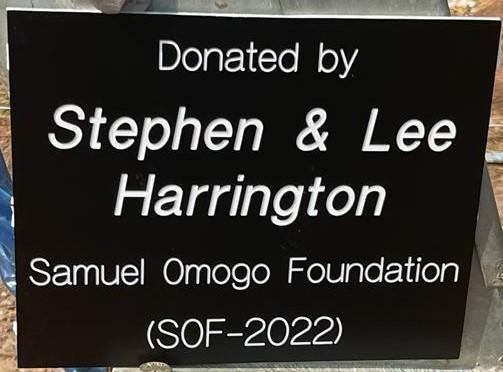 Donated by
Stephen & Lee
Harrington
Samuel Omogo Foundation
(SOF-2022)